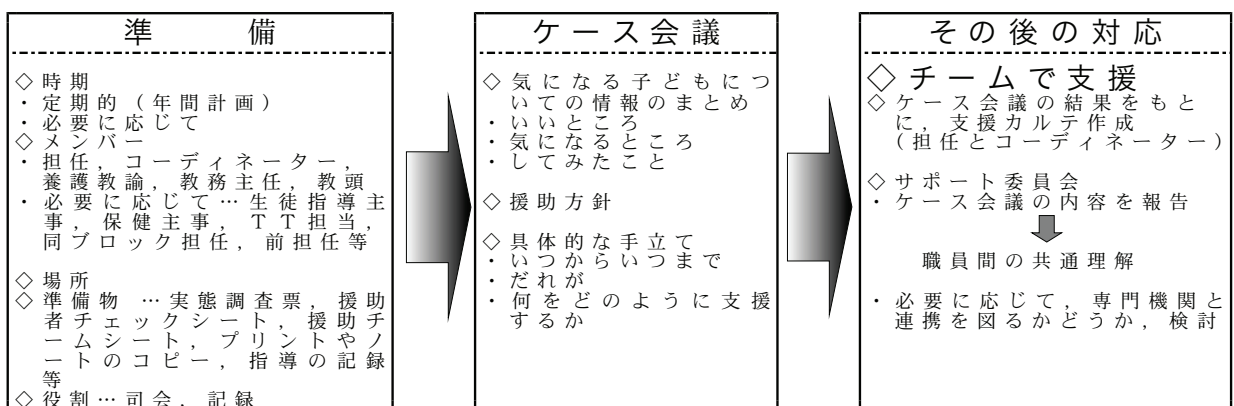 準備
◇時期
・定期的（年間計画）
・必要に応じて
◇メンバー
・担任，コーディネーター，
養護教諭，教務主任，教頭
・必要に応じて…生徒指導主
事，保健主事，ＴＴ担当，
同ブロック担任，前担任等
◇場所
◇準備物…実態調査票，援助
者チェックシート，援助チ
ームシート，プリントやノ
ートのコピー，指導の記録
等
◇役割…司会，記録
ケース会議
◇気になる子どもにつ
いての情報のまとめ
・いいところ
・気になるところ
・してみたこと
◇援助方針
◇具体的な手立て
・いつからいつまで
・だれが
・何をどのように支援
するか
その後の対応
◇チームで支援
◇ケース会議の結果をもと
に，支援カルテ作成
（担任とコーディネーター）
◇サポート委員会
・ケース会議の内容を報告
職員間の共通理解
・必要に応じて，専門機関と
連携を図るかどうか，検討